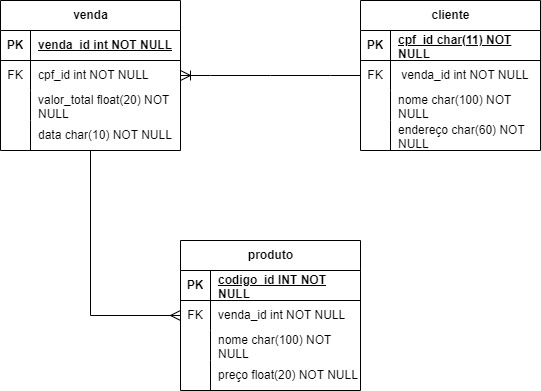 venda
PK venda_id int NOT NULL
FK cpf_id int NOT NULL
valor_total float(20) NOT
NULL
data char(10) NOT NULL
cliente
PK cpf_id char(11) NOT
NULL
FK venda_id int NOT NULL
nome char(100) NOT
NULL
endereço char(60) NOT
NULL
produto
PK codigo_id INT NOT
NULL
FK venda_id int NOT NULL
nome char(100) NOT
NULL
preço float(20) NOT NULL